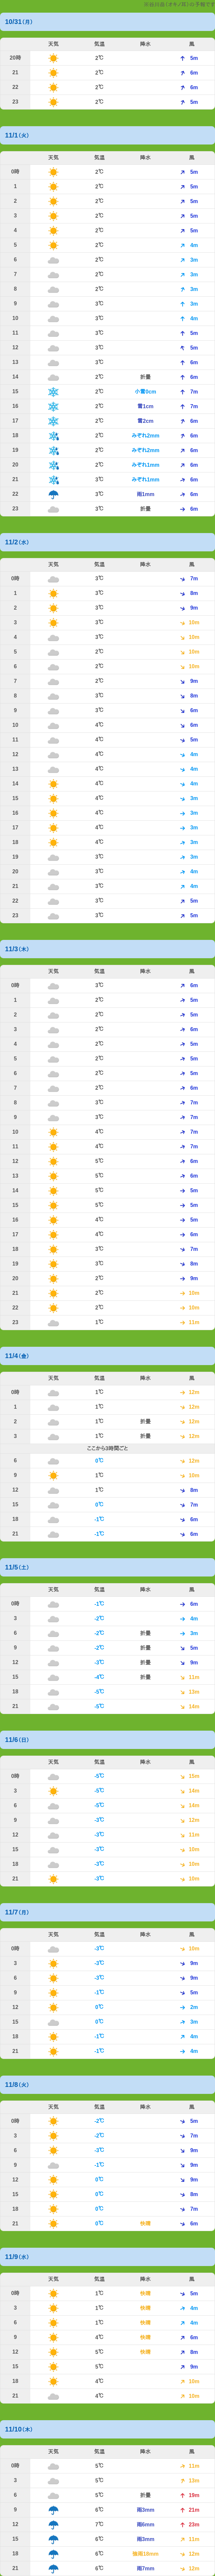 10/31(月)
天気 気温 降水 風
20時 2℃ 5m
21 2℃ 6m
22 2℃ 6m
23 2℃ 5m
11/1(火)
天気 気温 降水 風
0時 2℃ 5m
1 2℃ 5m
2 2℃ 5m
3 2℃ 5m
4 2℃ 5m
5 2℃ 4m
6 2℃ 3m
7 2℃ 3m
8 2℃ 3m
9 3℃ 3m
10 3℃ 4m
11 3℃ 5m
12 3℃ 5m
13 3℃ 6m
14 2℃ 折曇 6m
15 2℃ 小雪0cm 7m
16 2℃ 雪1cm 7m
17 2℃ 雪2cm 6m
18 2℃ みぞれ2mm 6m
19 2℃ みぞれ2mm 6m
20 2℃ みぞれ1mm 6m
21 3℃ みぞれ1mm 6m
22 3℃ 雨1mm 6m
23 3℃ 折曇 6m
11/2(水)
天気 気温 降水 風
0時 3℃ 7m
1 3℃ 8m
2 3℃ 9m
3 3℃ 10m
4 3℃ 10m
5 2℃ 10m
6 2℃ 10m
7 2℃ 9m
8 3℃ 8m
9 3℃ 6m
10 4℃ 6m
11 4℃ 5m
12 4℃ 4m
13 4℃ 4m
14 4℃ 4m
15 4℃ 3m
16 4℃ 3m
17 4℃ 3m
18 4℃ 3m
19 3℃ 3m
20 3℃ 4m
21 3℃ 4m
22 3℃ 5m
23 3℃ 5m
11/3(木)
天気 気温 降水 風
0時 3℃ 6m
1 2℃ 5m
2 2℃ 5m
3 2℃ 6m
4 2℃ 5m
5 2℃ 5m
6 2℃ 5m
7 2℃ 6m
8 3℃ 7m
9 3℃ 7m
10 4℃ 7m
11 4℃ 7m
12 5℃ 6m
13 5℃ 6m
14 5℃ 5m
15 5℃ 5m
16 4℃ 5m
17 4℃ 6m
18 3℃ 7m
19 3℃ 8m
20 2℃ 9m
21 2℃ 10m
22 2℃ 10m
23 1℃ 11m
11/4(金)
天気 気温 降水 風
0時 1℃ 12m
1 1℃ 12m
2 1℃ 折曇 12m
3 1℃ 折曇 12m
ここから3時間ごと
6 0℃ 12m
9 1℃ 10m
12 1℃ 8m
15 0℃ 7m
18 -1℃ 6m
21 -1℃ 6m
11/5(土)
天気 気温 降水 風
0時 -1℃ 6m
3 -2℃ 4m
6 -2℃ 折曇 3m
9 -2℃ 折曇 5m
12 -3℃ 折曇 9m
15 -4℃ 折曇 11m
18 -5℃ 13m
21 -5℃ 14m
11/6(日)
天気 気温 降水 風
0時 -5℃ 15m
3 -5℃ 14m
6 -5℃ 14m
9 -3℃ 12m
12 -3℃ 11m
15 -3℃ 10m
18 -3℃ 10m
21 -3℃ 10m
11/7(月)
天気 気温 降水 風
0時 -3℃ 10m
3 -3℃ 9m
6 -3℃ 9m
9 -1℃ 5m
12 0℃ 2m
15 0℃ 3m
18 -1℃ 4m
21 -1℃ 4m
11/8(火)
天気 気温 降水 風
0時 -2℃ 5m
3 -2℃ 7m
6 -3℃ 9m
9 -1℃ 9m
12 0℃ 9m
15 0℃ 8m
18 0℃ 7m
21 0℃ 快晴 6m
11/9(水)
天気 気温 降水 風
0時 1℃ 快晴 5m
3 1℃ 快晴 4m
6 1℃ 快晴 4m
9 4℃ 快晴 6m
12 5℃ 快晴 8m
15 5℃ 9m
18 4℃ 10m
21 4℃ 10m
11/10(木)
天気 気温 降水 風
0時 5℃ 11m
3 5℃ 13m
6 5℃ 折曇 19m
9 6℃ 雨3mm 21m
12 7℃ 雨6mm 23m
15 6℃ 雨3mm 11m
18 6℃ 強雨10mm 12m
21 6℃ 雨7mm 12m